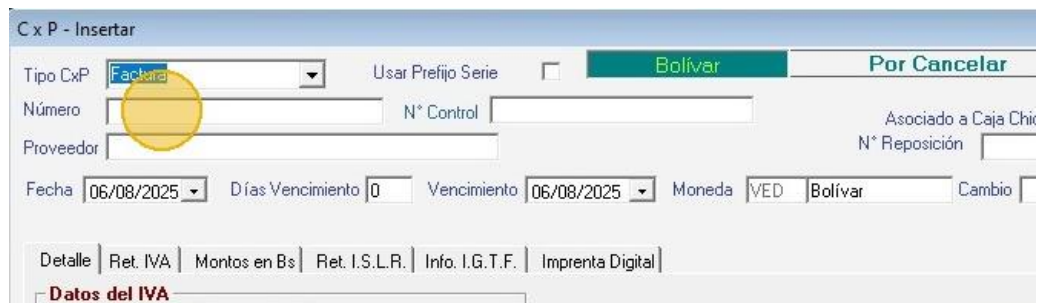 C x P - Insertar
Tipo CxP Factura Usar Prefijo Serie Bolívar Por Cancelar
Número N° Control Asociado a Caja Chic
Proveedor N° Reposición
Fecha 06/08/2025 Días Vencimiento 0 Vencimiento 06/08/2025 Moneda VED Bolívar Cambio
Detalle Ret. IVA Montos en Bs Ret. I.S.L.R. Info. I.G.T.F. Imprenta Digital
Datos del IVA